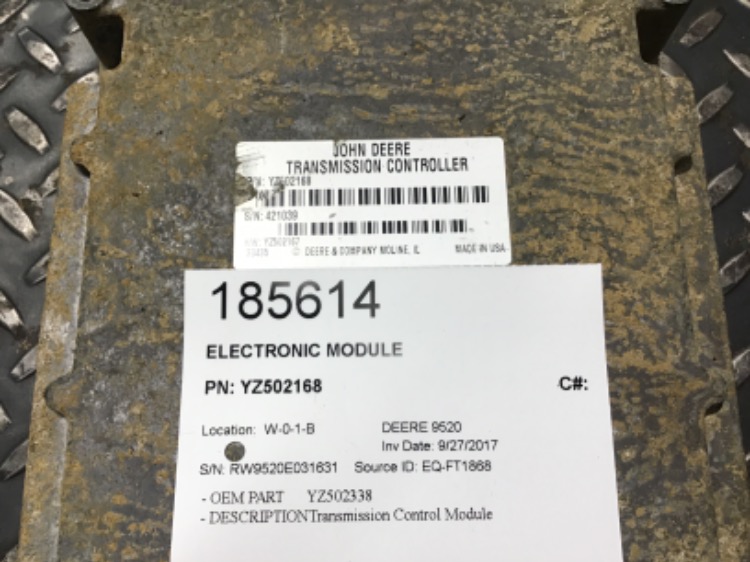 JOHN DEERE
TRANSMISSION CONTROLLER
P/N: YZ502168
S/N: 421039
YZ502167
© DEERE & COMPANY MOLINE, IL MADE IN USA
185614
ELECTRONIC MODULE
PN: YZ502168 C#:
Location: W-0-1-B DEERE 9520
Inv Date: 9/27/2017
S/N: RW9520E031631 Source ID: EQ-FT1868
- OEM PART YZ502338
- DESCRIPTIONTransmission Control Module